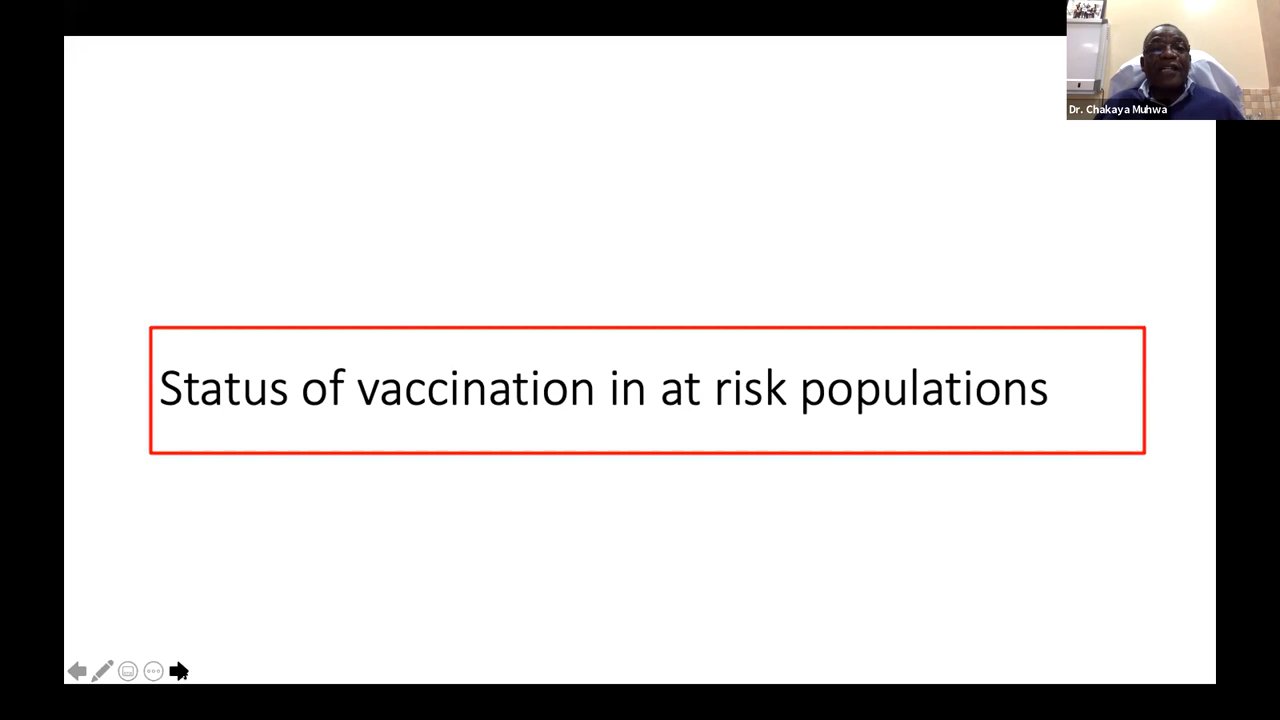 Dr. Chakaya Muhwa
Status of vaccination in at risk populations